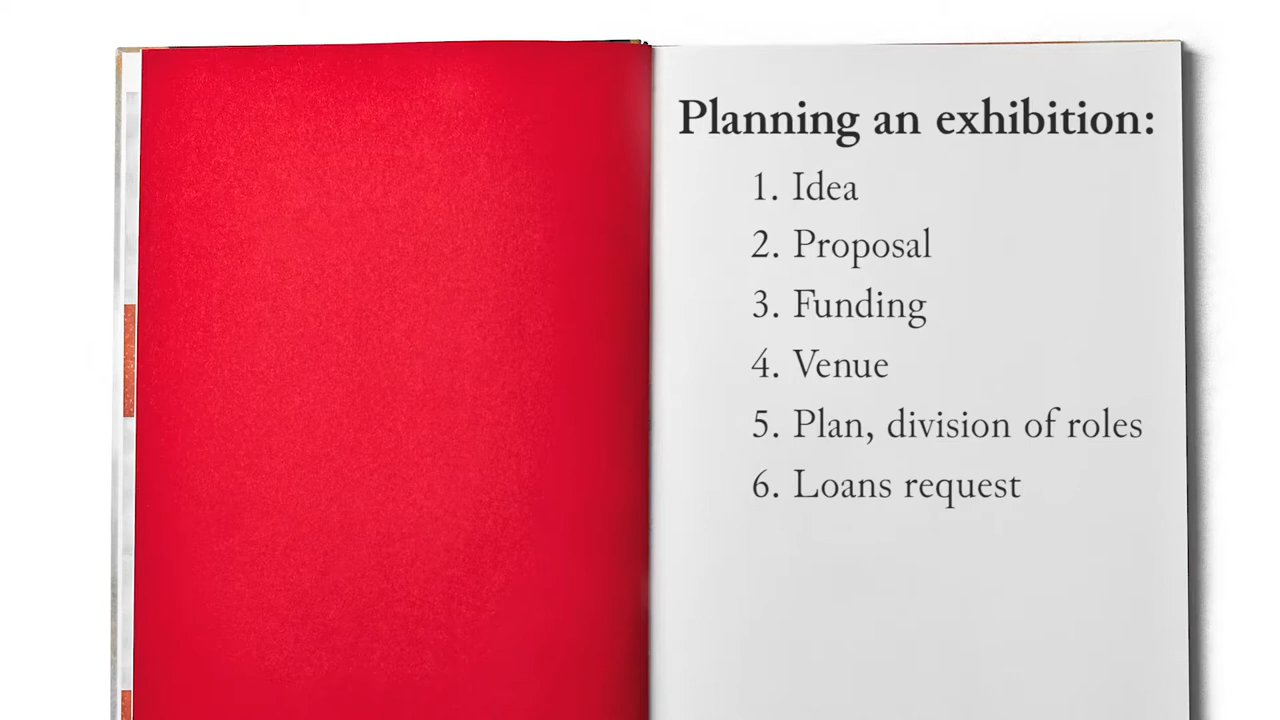 Planning an exhibition:
1. Idea
2. Proposal
3. Funding
4. Venue
5. Plan, division of roles
6. Loans request